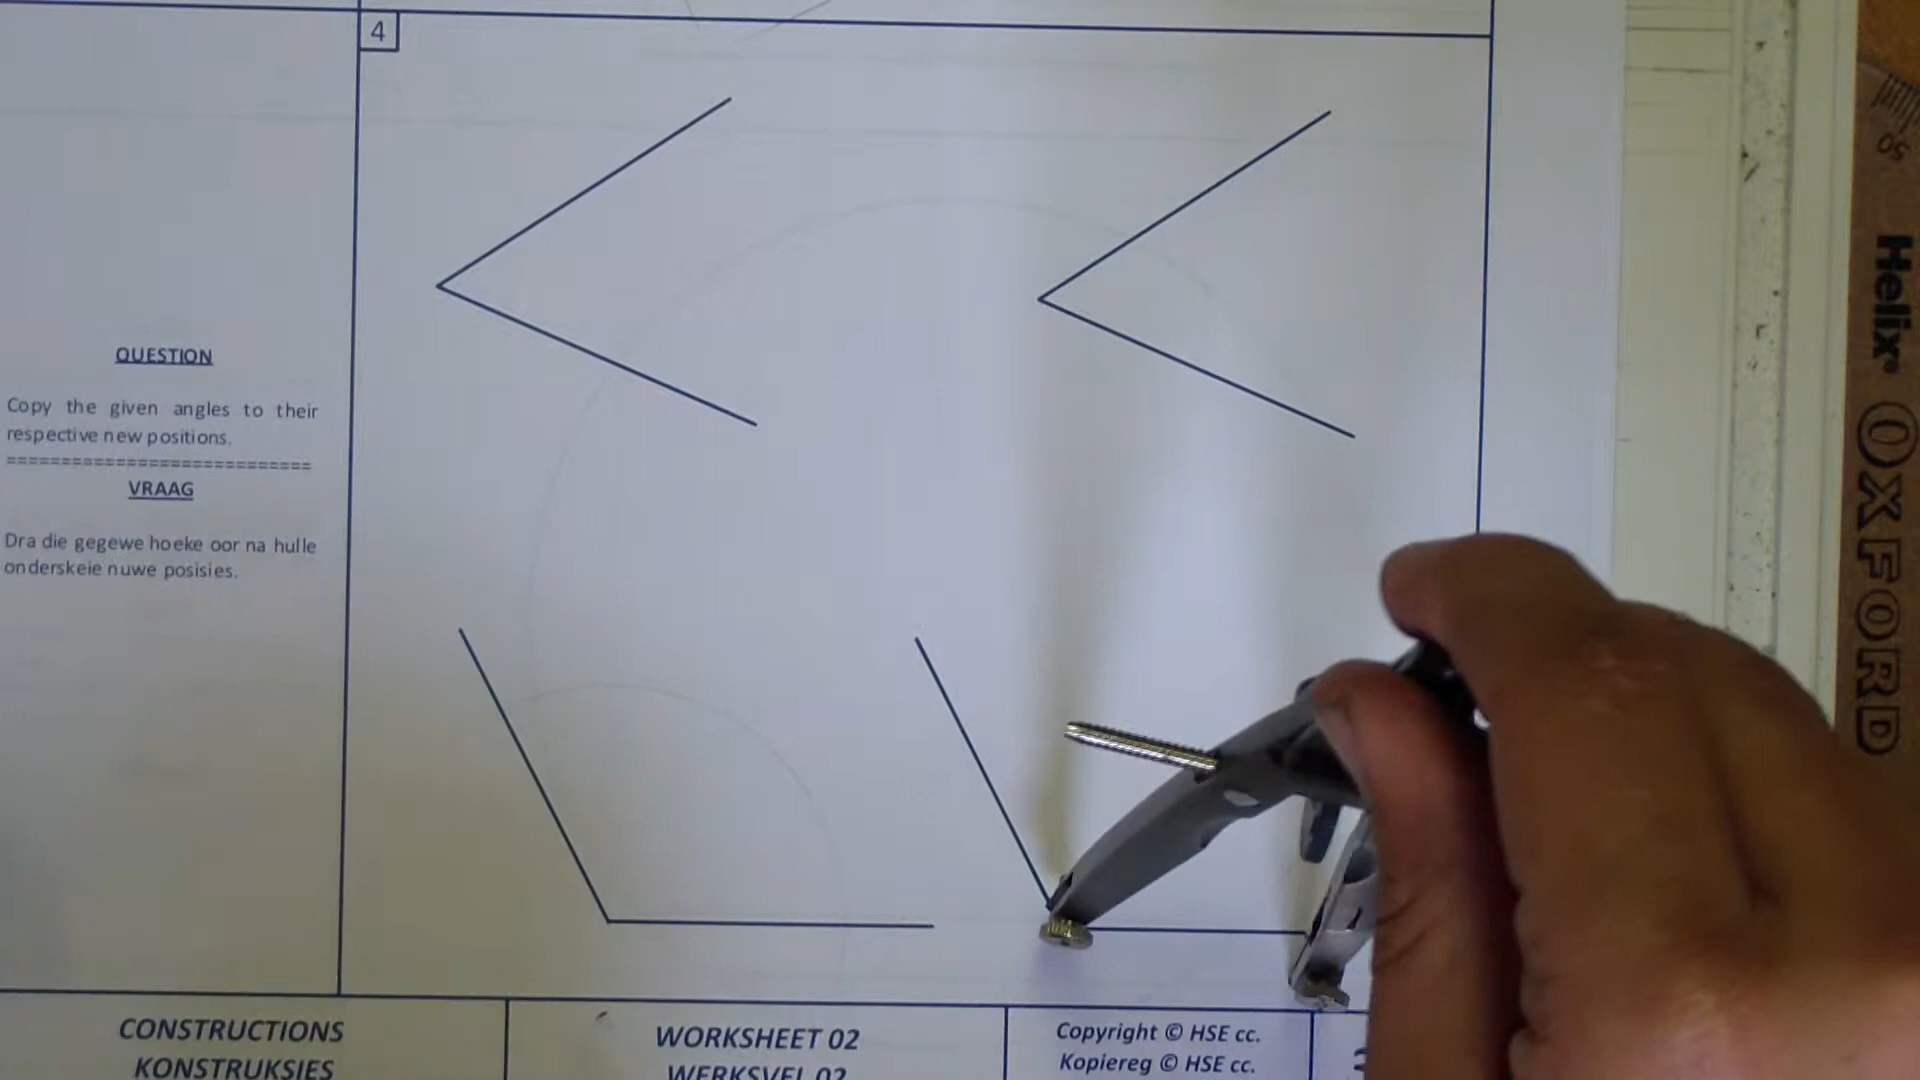 4
QUESTION
Copy the given angles to their
respective new positions.
============================
VRAAG
Dra die gegewe hoeke oor na hulle
onderskeie nuwe posisies.
CONSTRUCTIONS
KONSTRUKSIES
WORKSHEET 02
WERKSVEL 02
Copyright © HSE cc.
Kopiereg © HSE cc.
50
Helix
OXFORD